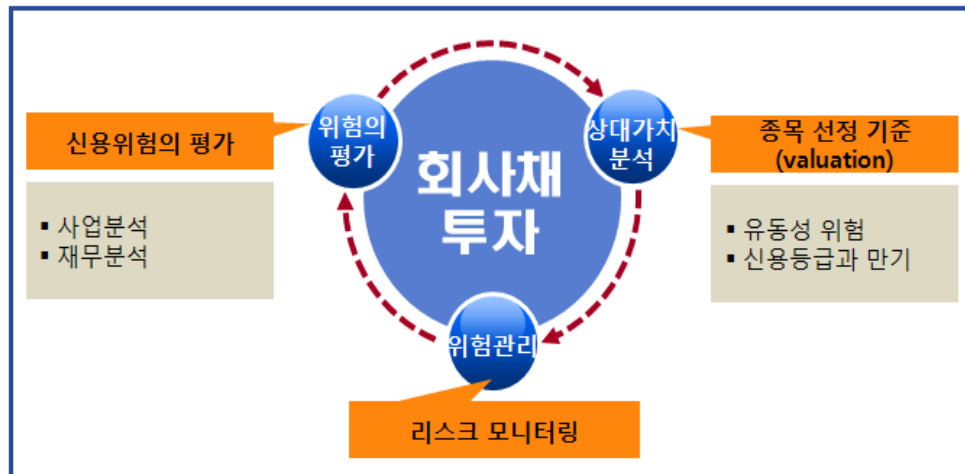 신용위험의 평가
▪ 사업분석
▪ 재무분석
위험의
평가
회사채
투자
상대가치
분석
종목 선정 기준
(valuation)
▪ 유동성 위험
▪ 신용등급과 만기
위험관리
리스크 모니터링